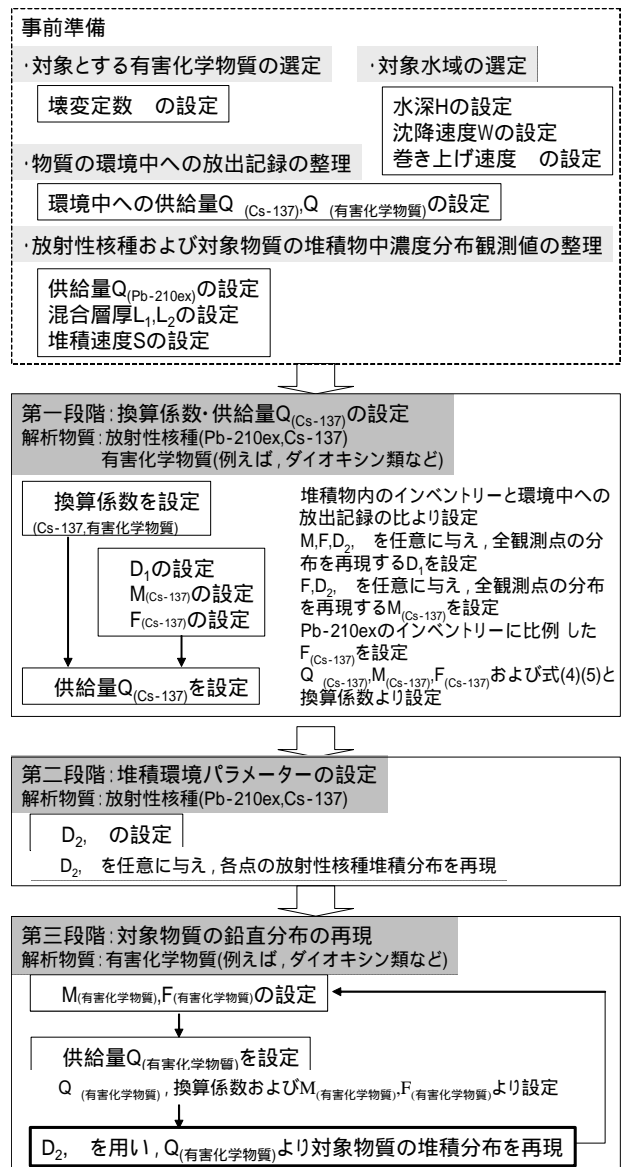 事前準備
・対象とする有害化学物質の選定
壊変定数 の設定
・対象水域の選定
水深Hの設定
沈降速度Wの設定
巻き上げ速度 の設定
・物質の環境中への放出記録の整理
環境中への供給量Q (Cs-137),Q (有害化学物質)の設定
・放射性核種および対象物質の堆積物中濃度分布観測値の整理
供給量Q(Pb-210ex)の設定
混合層厚L1,L2の設定
堆積速度Sの設定
第一段階:換算係数・供給量Q(Cs-137)の設定
解析物質:放射性核種(Pb-210ex,Cs-137)
有害化学物質(例えば,ダイオキシン類など)
換算係数を設定
(Cs-137,有害化学物質)
D1の設定
M(Cs-137)の設定
F(Cs-137)の設定
供給量Q(Cs-137)を設定
堆積物内のインベントリーと環境中への
放出記録の比より設定
M,F,D2, を任意に与え,全観測点の分
布を再現するD1を設定
F,D2, を任意に与え,全観測点の分布
を再現するM(Cs-137)を設定
Pb-210exのインベントリーに比例 した
F(Cs-137)を設定
Q (Cs-137),M(Cs-137),F(Cs-137)および式(4)(5)と
換算係数より設定
第二段階:堆積環境パラメーターの設定
解析物質:放射性核種(Pb-210ex,Cs-137)
D2, の設定
D2, を任意に与え,各点の放射性核種堆積分布を再現
第三段階:対象物質の鉛直分布の再現
解析物質:有害化学物質(例えば,ダイオキシン類など)
M(有害化学物質),F(有害化学物質)の設定
供給量Q(有害化学物質)を設定
Q (有害化学物質),換算係数およびM(有害化学物質),F(有害化学物質)より設定
D2, を用い,Q(有害化学物質)より対象物質の堆積分布を再現